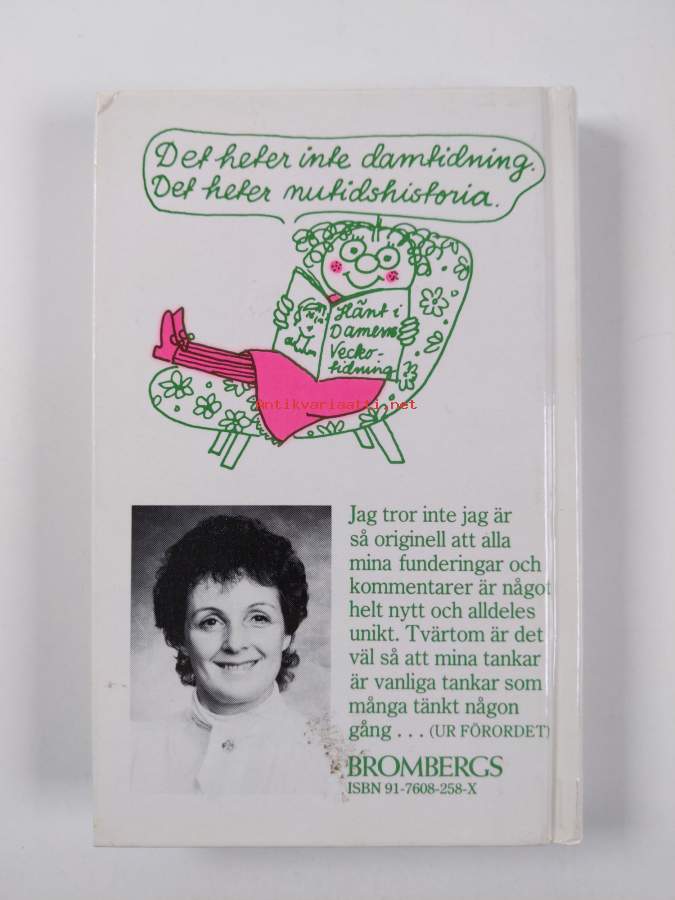 Det heter inte damtidning.
Det heter nutidshistoria.
Hänt i
Damernas
Vecko-
tidning
Antikvariaatti.net
Jag tror inte jag är
så originell att alla
mina funderingar och
kommentarer är något
helt nytt och alldeles
unikt. Tvärtom är det
väl så att mina tankar
är vanliga tankar som
många tänkt någon
gång . . . (UR FÖRORDET)
BROMBERGS
ISBN 91-7608-258-X